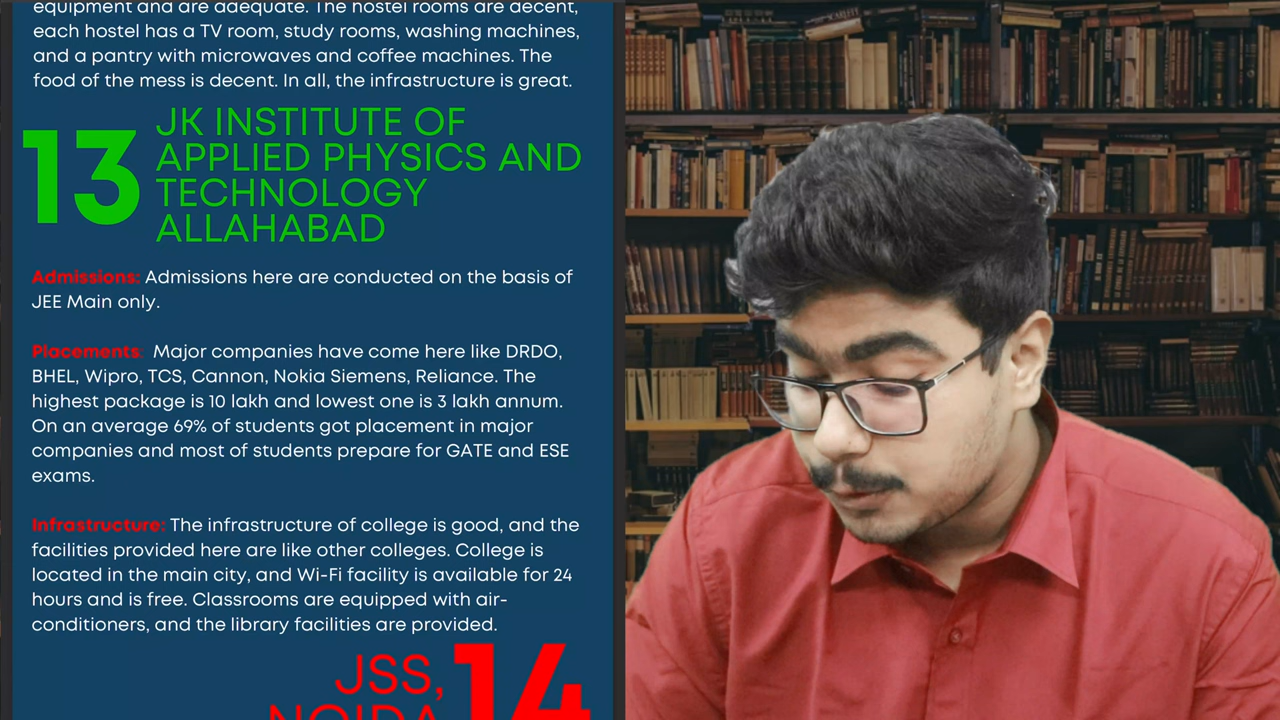 equipment and are adequate. The hostel rooms are decent,
each hostel has a TV room, study rooms, washing machines,
and a pantry with microwaves and coffee machines. The
food of the mess is decent. In all, the infrastructure is great.
13
JK INSTITUTE OF
APPLIED PHYSICS AND
TECHNOLOGY
ALLAHABAD
Admissions: Admissions here are conducted on the basis of
JEE Main only.
Placements:  Major companies have come here like DRDO,
BHEL, Wipro, TCS, Cannon, Nokia Siemens, Reliance. The
highest package is 10 lakh and lowest one is 3 lakh annum.
On an average 69% of students got placement in major
companies and most of students prepare for GATE and ESE
exams.
Infrastructure: The infrastructure of college is good, and the
facilities provided here are like other colleges. College is
located in the main city, and Wi-Fi facility is available for 24
hours and is free. Classrooms are equipped with air-
conditioners, and the library facilities are provided.
JSS,
NOIDA
14